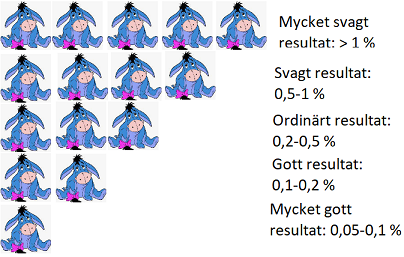 Mycket svagt
resultat: > 1 %
Svagt resultat:
0,5-1 %
Ordinärt resultat:
0,2-0,5 %
Gott resultat:
0,1-0,2 %
Mycket gott
resultat: 0,05-0,1 %